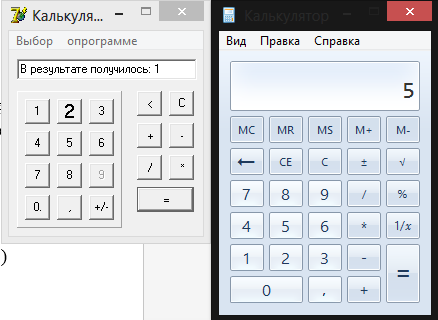 Калькуля...
Выбор опрограмме
В результате получилось: 1
1 2 3 < C
4 5 6 + -
7 8 9 / *
0. , +/- =
)
Калькулятор
Вид Правка Справка
5
MC MR MS M+ M-
← CE C ± √
7 8 9 / %
4 5 6 * 1/x
1 2 3 - =
0 , +